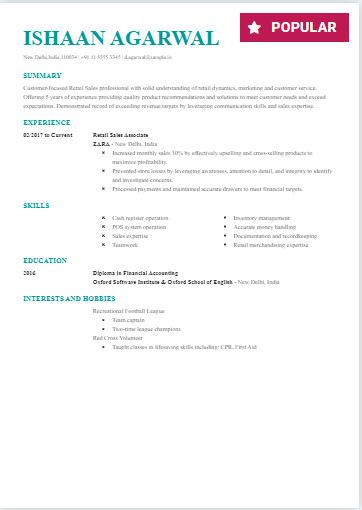 POPULAR
ISHAAN AGARWAL
New Delhi, India, 110034 | +91 11 5555 3345 | d.agarwal@sample.in
SUMMARY
Customer-focused Retail Sales professional with solid understanding of retail dynamics, marketing and customer service.
Offering 5 years of experience providing quality product recommendations and solutions to meet customer needs and exceed
expectations. Demonstrated record of exceeding revenue targets by leveraging communication skills and sales expertise.
EXPERIENCE
02/2017 to Current Retail Sales Associate
ZARA - New Delhi, India
Increased monthly sales 10% by effectively upselling and cross-selling products to
maximize profitability.
Prevented store losses by leveraging awareness, attention to detail, and integrity to identify
and investigate concerns.
Processed payments and maintained accurate drawers to meet financial targets.
SKILLS
Cash register operation
POS system operation
Sales expertise
Teamwork
Inventory management
Accurate money handling
Documentation and recordkeeping
Retail merchandising expertise
EDUCATION
2016 Diploma in Financial Accounting
Oxford Software Institute & Oxford School of English - New Delhi, India
INTERESTS AND HOBBIES
Recreational Football League
Team captain
Two-time league champions
Red Cross Volunteer
Taught classes in lifesaving skills including: CPR, First Aid